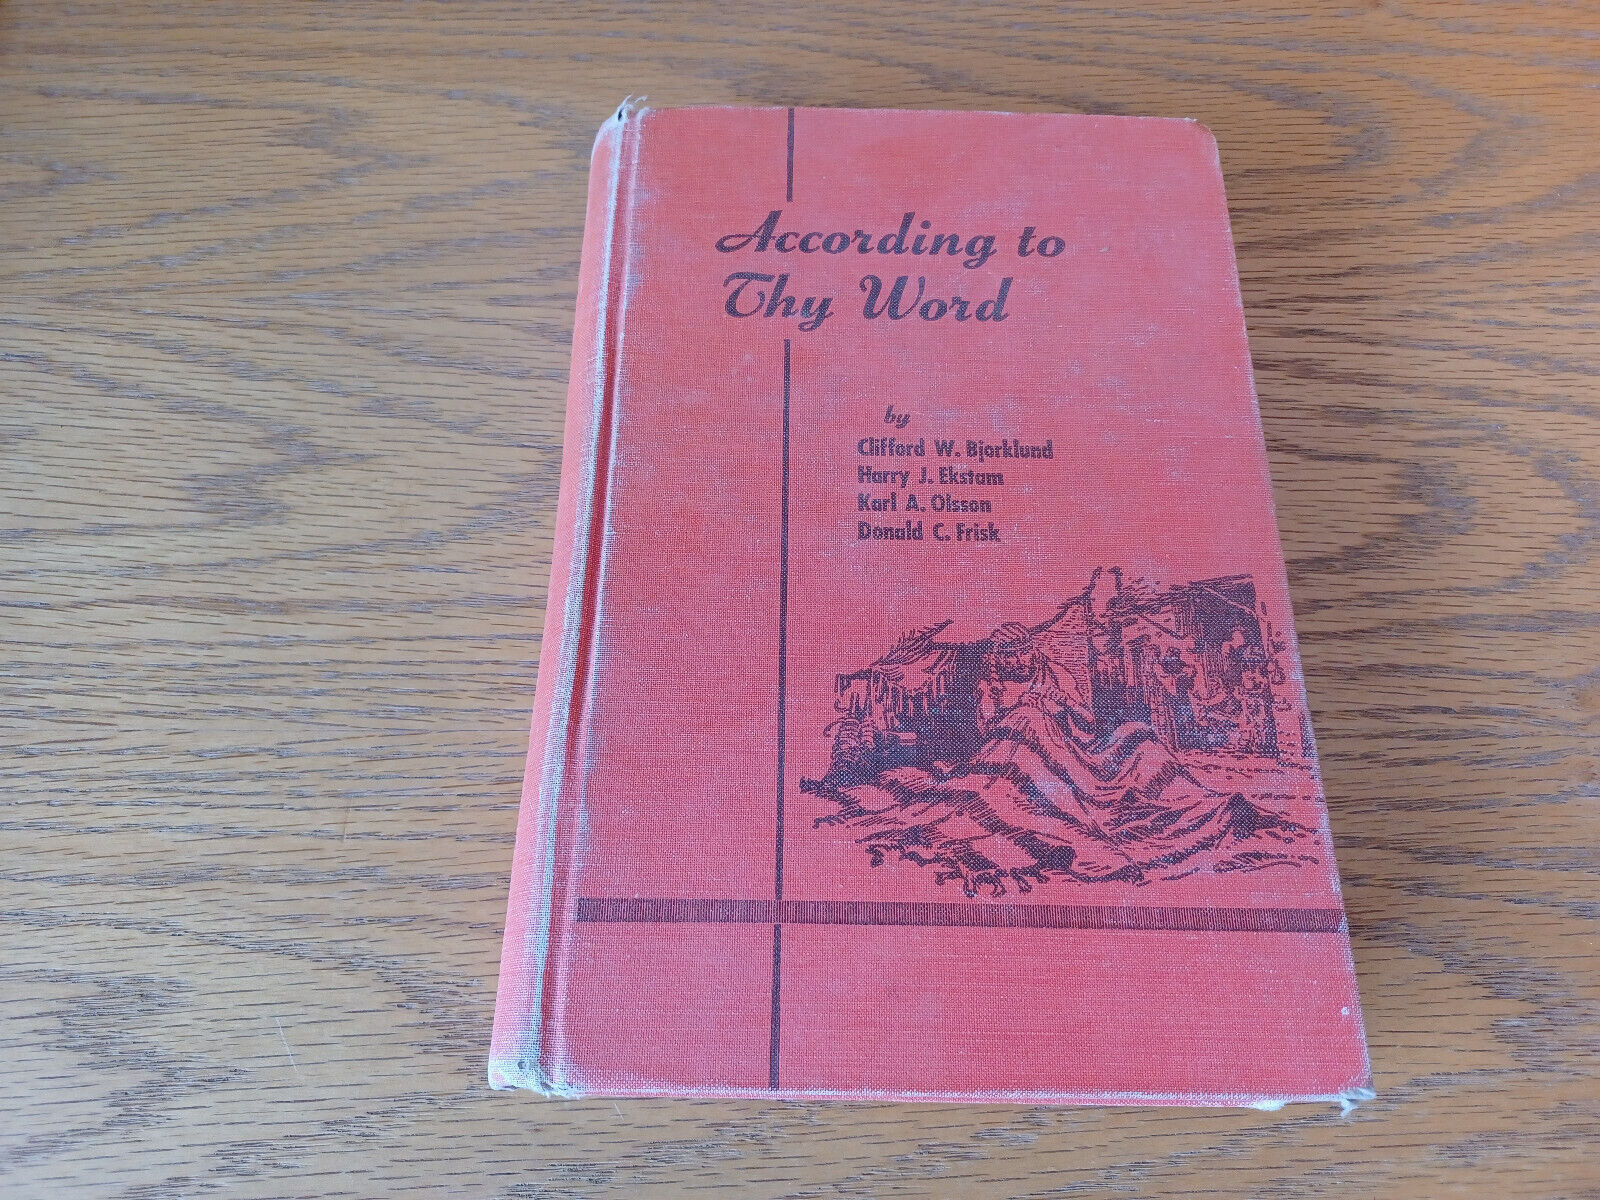 According to
Thy Word
by
Clifford W. Bjorklund
Harry J. Ekstam
Karl A. Olsson
Donald C. Frisk